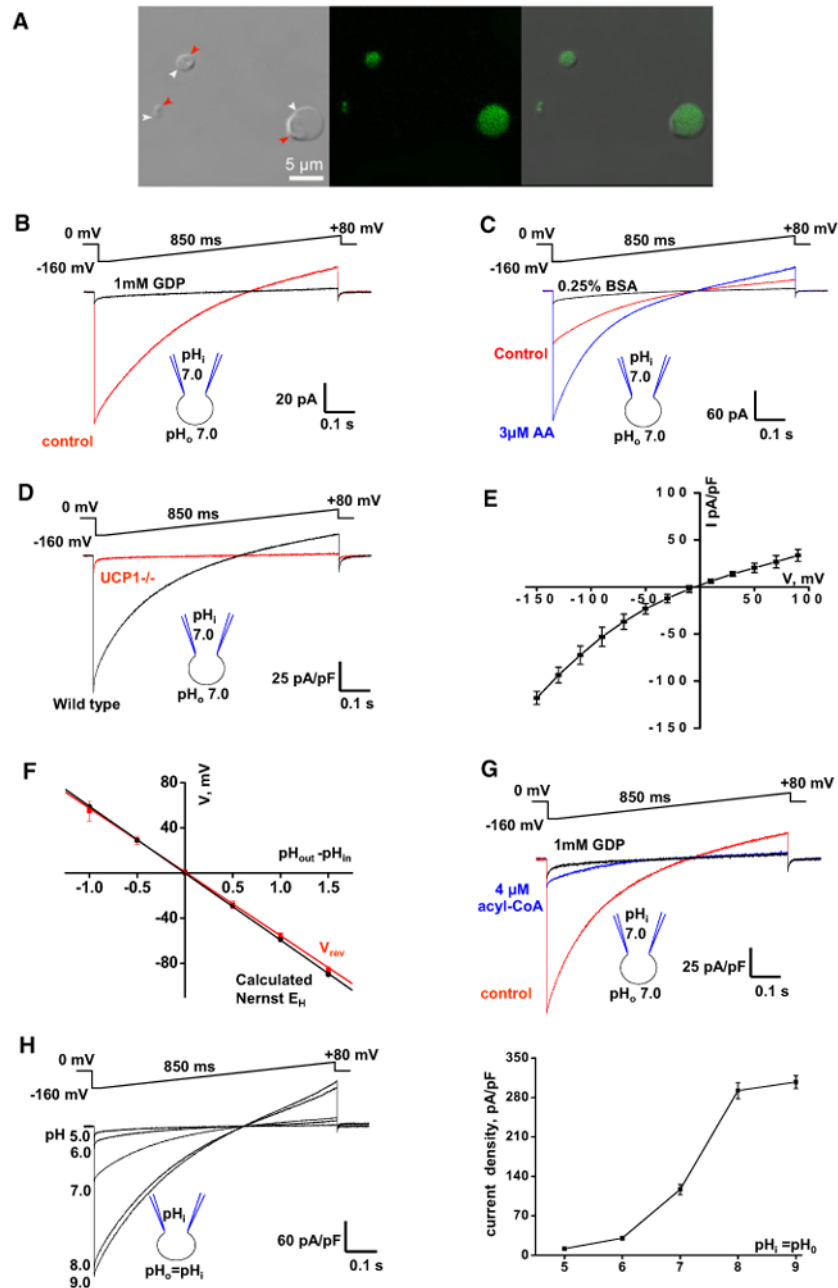 A
5 µm
B
0 mV
850 ms
+80 mV
-160 mV
1mM GDP
pHi
7.0
pHo 7.0
control
20 pA
0.1 s
C
0 mV
850 ms
+80 mV
-160 mV
0.25% BSA
Control
pHi
7.0
pHo 7.0
3µM AA
60 pA
0.1 s
D
0 mV
850 ms
+80 mV
-160 mV
UCP1-/-
pHi
7.0
pHo 7.0
Wild type
25 pA/pF
0.1 s
E
I pA/pF
100
50
V, mV
-150 -100 -50 50 100
-50
-100
-150
F
V, mV
80
40
pHout -pHin
-1.0 -0.5 0.5 1.0 1.5
-40
-80
Vrev
Calculated
Nernst EH
G
0 mV
850 ms
+80 mV
-160 mV
1mM GDP
4 µM
acyl-CoA
pHi
7.0
pHo 7.0
control
25 pA/pF
0.1 s
H
0 mV
850 ms
+80 mV
-160 mV
pH 5.0
6.0
7.0
8.0
9.0
pHi
pHo=pHi
60 pA/pF
0.1 s
current density, pA/pF
350
280
210
140
70
0
5 6 7 8 9
pHi =pH0